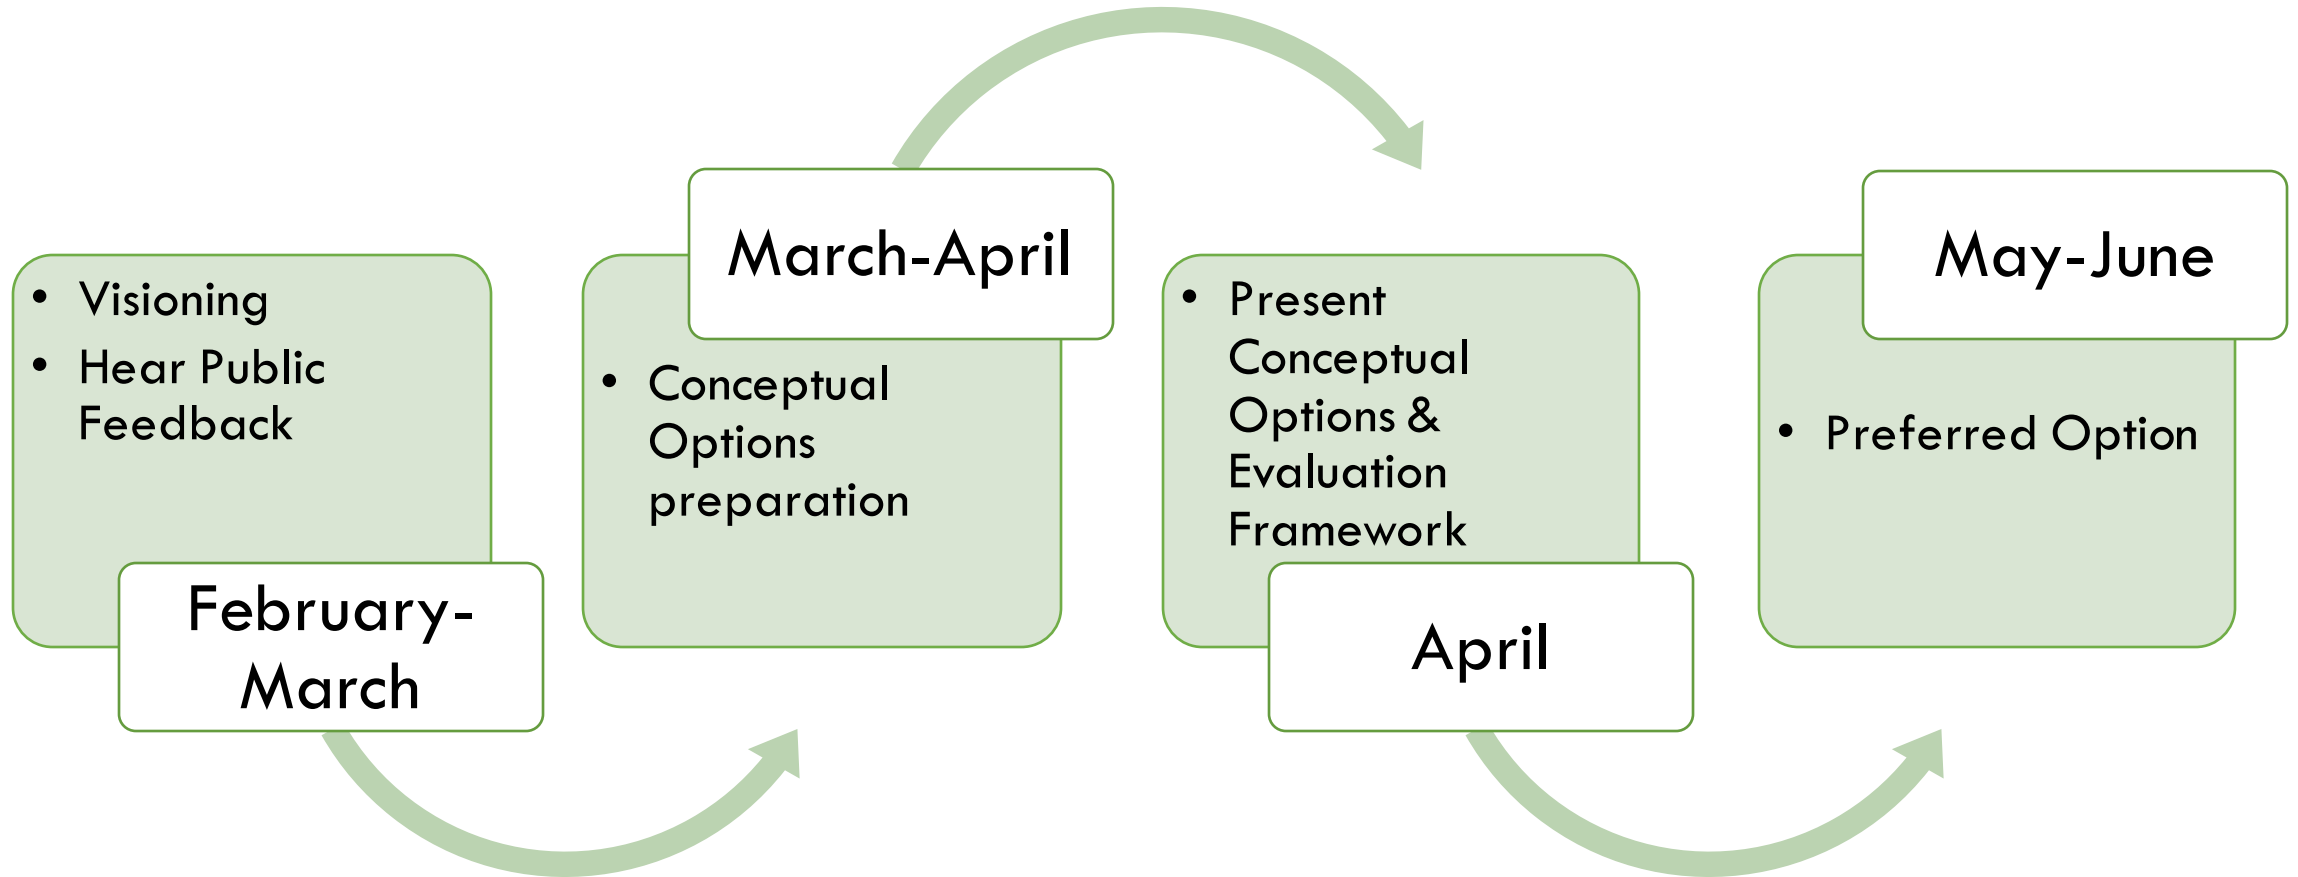 • Visioning
• Hear Public
Feedback
February-
March
March-April
• Conceptual
Options
preparation
• Present
Conceptual
Options &
Evaluation
Framework
April
May-June
• Preferred Option